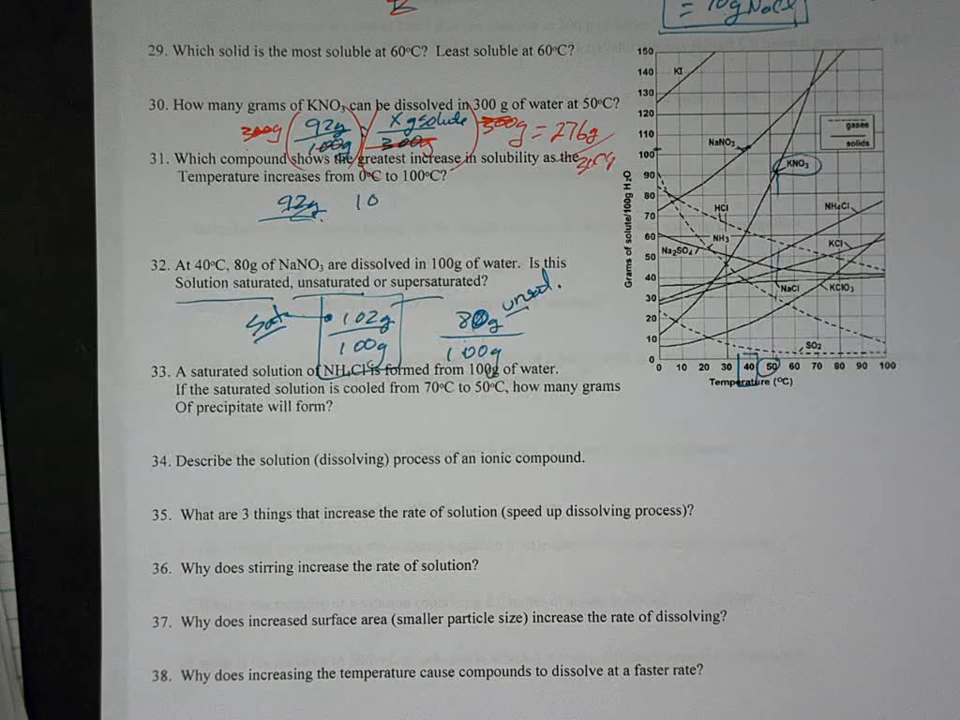 = 10g NaCl
29. Which solid is the most soluble at 60°C? Least soluble at 60°C?
30. How many grams of KNO3 can be dissolved in 300 g of water at 50°C?
300g (92g / 100g) x g solute / 300g 300g = 276g
31. Which compound shows the greatest increase in solubility as the
Temperature increases from 0°C to 100°C?
92g 10
32. At 40°C, 80g of NaNO3 are dissolved in 100g of water. Is this
Solution saturated, unsaturated or supersaturated?
Sat 102g / 100g 80g / 100g unsat.
33. A saturated solution of NH4Cl is formed from 100g of water.
If the saturated solution is cooled from 70°C to 50°C, how many grams
Of precipitate will form?
34. Describe the solution (dissolving) process of an ionic compound.
35. What are 3 things that increase the rate of solution (speed up dissolving process)?
36. Why does stirring increase the rate of solution?
37. Why does increased surface area (smaller particle size) increase the rate of dissolving?
38. Why does increasing the temperature cause compounds to dissolve at a faster rate?
Grams of solute/100g H2O
150
140
130
120
110
100
90
80
70
60
50
40
30
20
10
0
KI
NaNO3
gases
solids
KNO3
HCl
NH4Cl
NH3
Na2SO4
KCl
NaCl
KClO3
SO2
0 10 20 30 40 50 60 70 80 90 100
Temperature (°C)